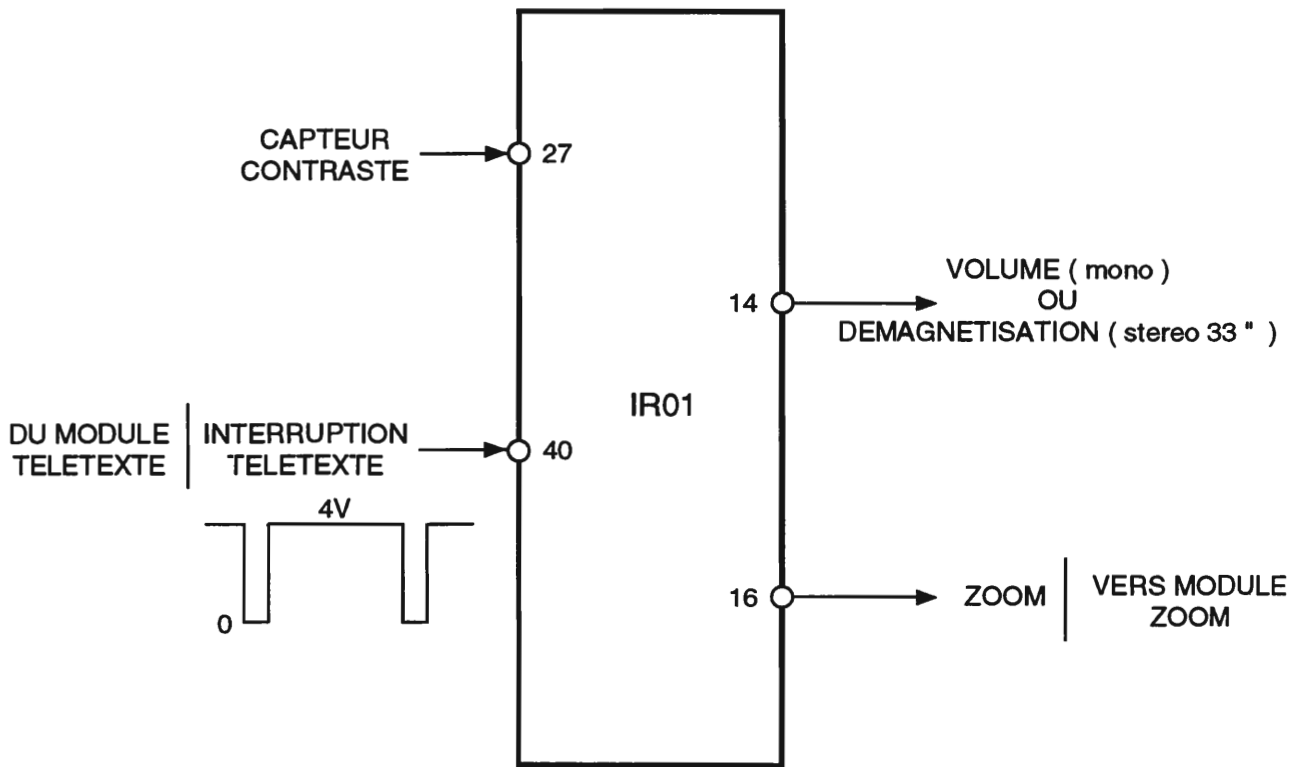 CAPTEUR
CONTRASTE
27
14
VOLUME ( mono )
OU
DEMAGNETISATION ( stereo 33 " )
IR01
DU MODULE
TELETEXTE
INTERRUPTION
TELETEXTE
40
4V
0
16
ZOOM
VERS MODULE
ZOOM